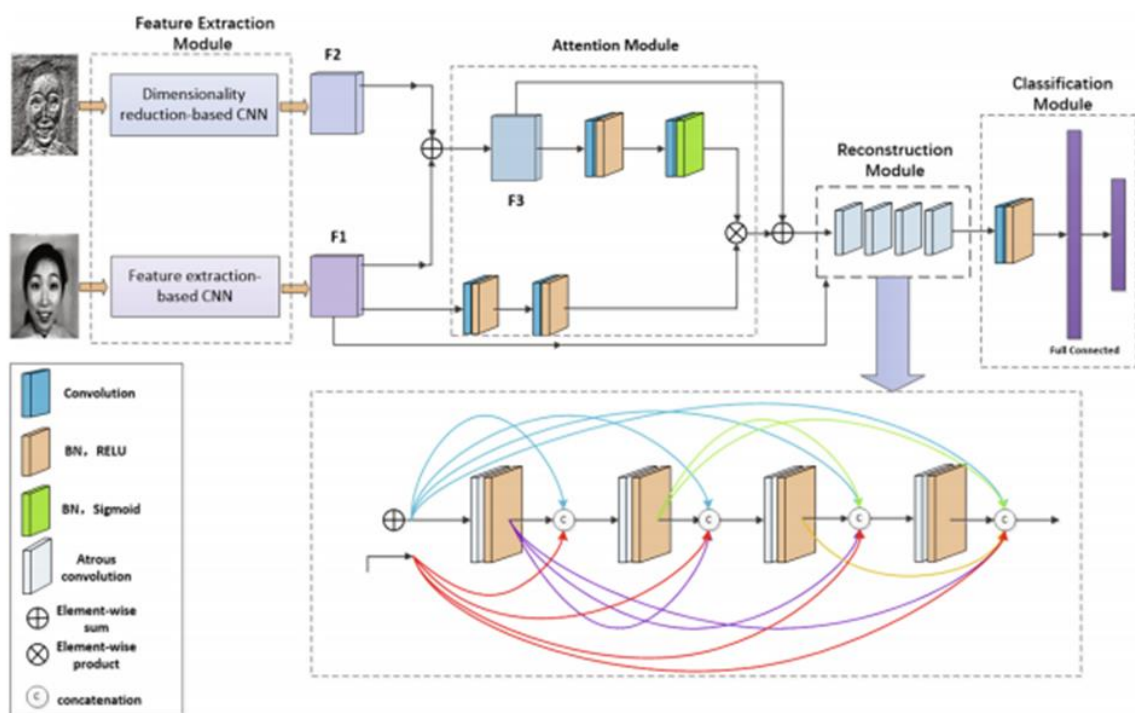 Feature Extraction
Module
F2
Attention Module
Dimensionality
reduction-based CNN
Classification
Module
Reconstruction
Module
F3
F1
Feature extraction-
based CNN
Full Connected
Convolution
BN，RELU
BN，Sigmoid
Atrous
convolution
Element-wise
sum
Element-wise
product
C
concatenation
C
C
C
C